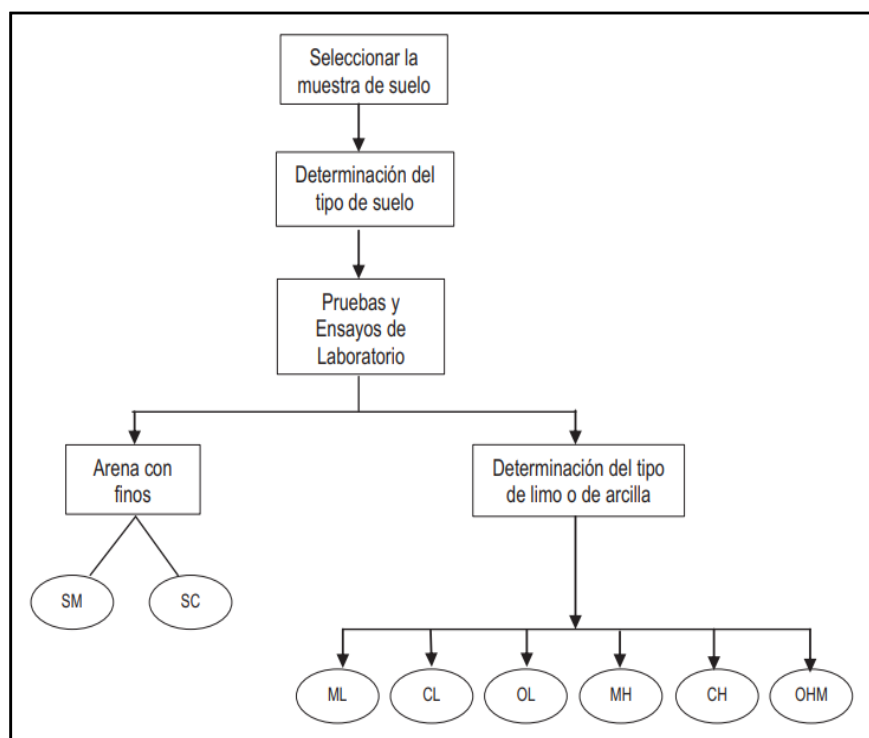 Seleccionar la
muestra de suelo
Determinación del
tipo de suelo
Pruebas y
Ensayos de
Laboratorio
Arena con
finos
Determinación del tipo
de limo o de arcilla
SM
SC
ML
CL
OL
MH
CH
OHM